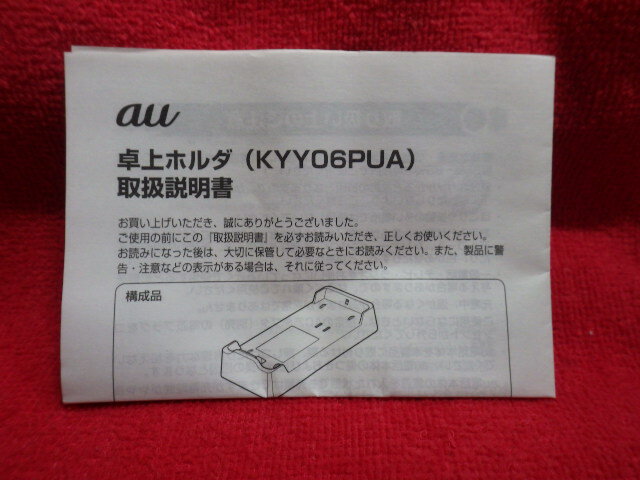 au
卓上ホルダ（KYY06PUA）
取扱説明書
お買い上げいただき、誠にありがとうございました。
ご使用の前にこの「取扱説明書」を必ずお読みいただき、正しくお使いください。
お読みになった後は、大切に保管して必要なときにお読みください。また、製品に警
告・注意などの表示がある場合は、それに従ってください。
構成品